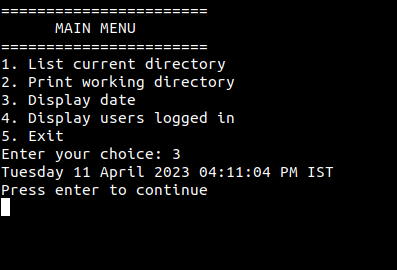 =======================
MAIN MENU
=======================
1. List current directory
2. Print working directory
3. Display date
4. Display users logged in
5. Exit
Enter your choice: 3
Tuesday 11 April 2023 04:11:04 PM IST
Press enter to continue